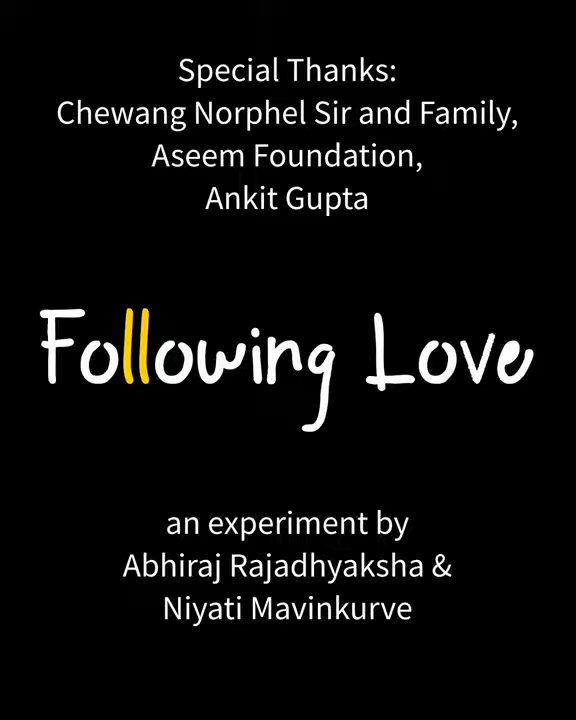 Special Thanks:
Chewang Norphel Sir and Family,
Aseem Foundation,
Ankit Gupta
Following Love
an experiment by
Abhiraj Rajadhyaksha &
Niyati Mavinkurve